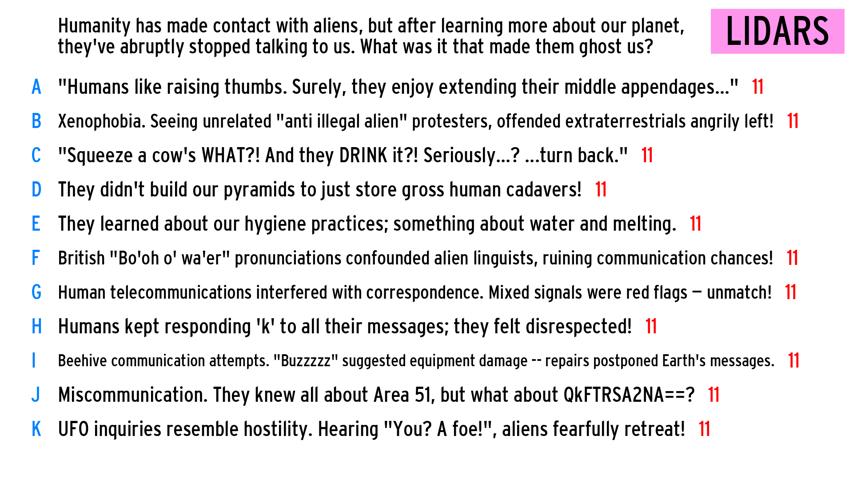 Humanity has made contact with aliens, but after learning more about our planet,
they've abruptly stopped talking to us. What was it that made them ghost us?
LIDARS
A "Humans like raising thumbs. Surely, they enjoy extending their middle appendages..." 11
B Xenophobia. Seeing unrelated "anti illegal alien" protesters, offended extraterrestrials angrily left! 11
C "Squeeze a cow's WHAT?! And they DRINK it?! Seriously...? ...turn back." 11
D They didn't build our pyramids to just store gross human cadavers! 11
E They learned about our hygiene practices; something about water and melting. 11
F British "Bo'oh o' wa'er" pronunciations confounded alien linguists, ruining communication chances! 11
G Human telecommunications interfered with correspondence. Mixed signals were red flags – unmatch! 11
H Humans kept responding 'k' to all their messages; they felt disrespected! 11
I Beehive communication attempts. "Buzzzzz" suggested equipment damage -- repairs postponed Earth's messages. 11
J Miscommunication. They knew all about Area 51, but what about QkFTRSA2NA==? 11
K UFO inquiries resemble hostility. Hearing "You? A foe!", aliens fearfully retreat! 11